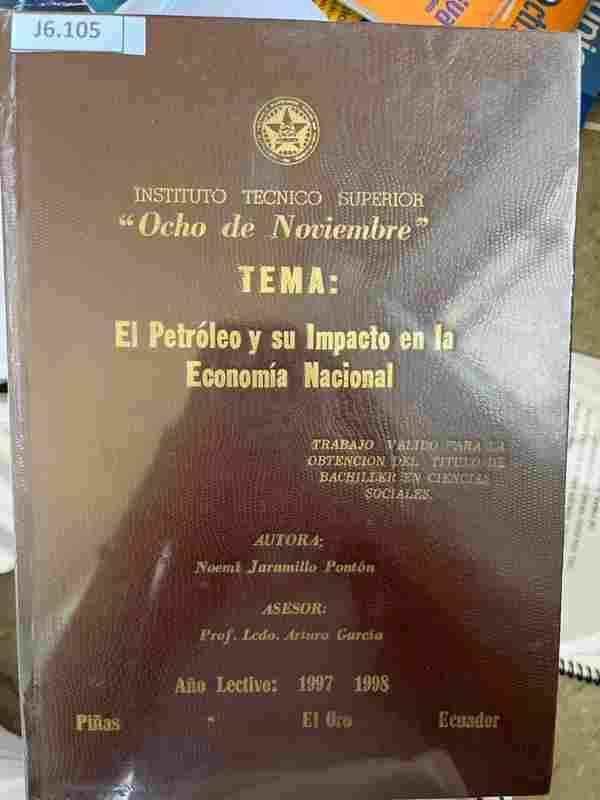 J6.105
INSTITUTO TECNICO SUPERIOR
"Ocho de Noviembre"
TEMA:
El Petróleo y su Impacto en la
Economía Nacional
TRABAJO VALIDO PARA LA
OBTENCION DEL TITULO DE
BACHILLER EN CIENCIAS
SOCIALES.
AUTORA:
Noemí Jaramillo Pontón
ASESOR:
Prof. Lcdo. Arturo García
Año Lectivo: 1997 1998
Piñas - El Oro Ecuador